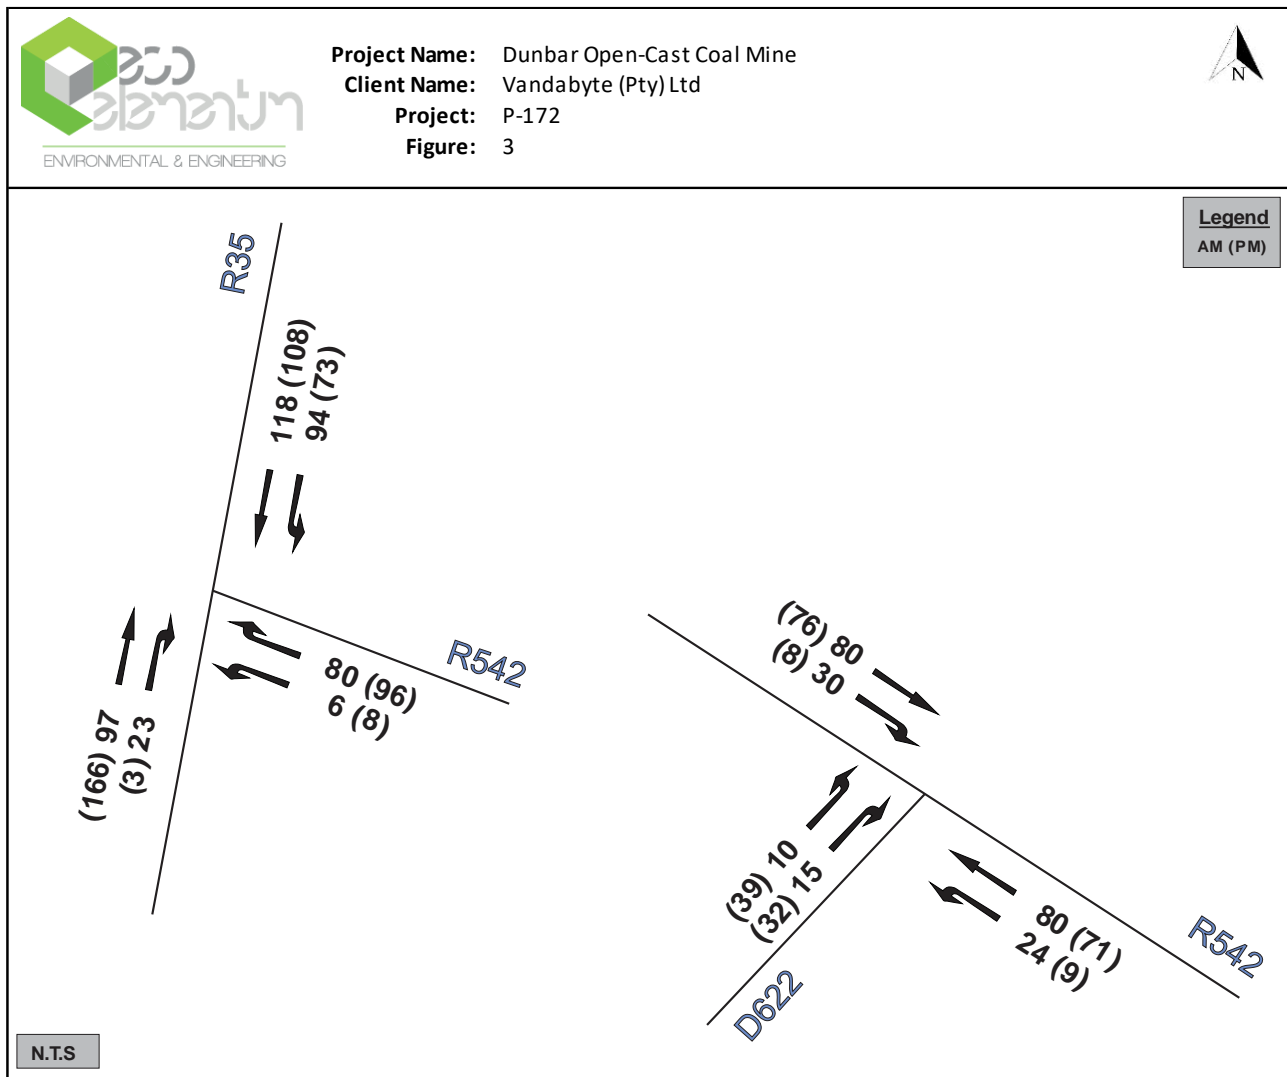 eco
elementum
ENVIRONMENTAL & ENGINEERING
Project Name: Dunbar Open-Cast Coal Mine
Client Name: Vandabyte (Pty) Ltd
Project: P-172
Figure: 3
N
Legend
AM (PM)
R35
118 (108)
94 (73)
R542
80 (96)
6 (8)
(166) 97
(3) 23
(76) 80
(8) 30
(39) 10
(32) 15
80 (71)
24 (9)
R542
D622
N.T.S